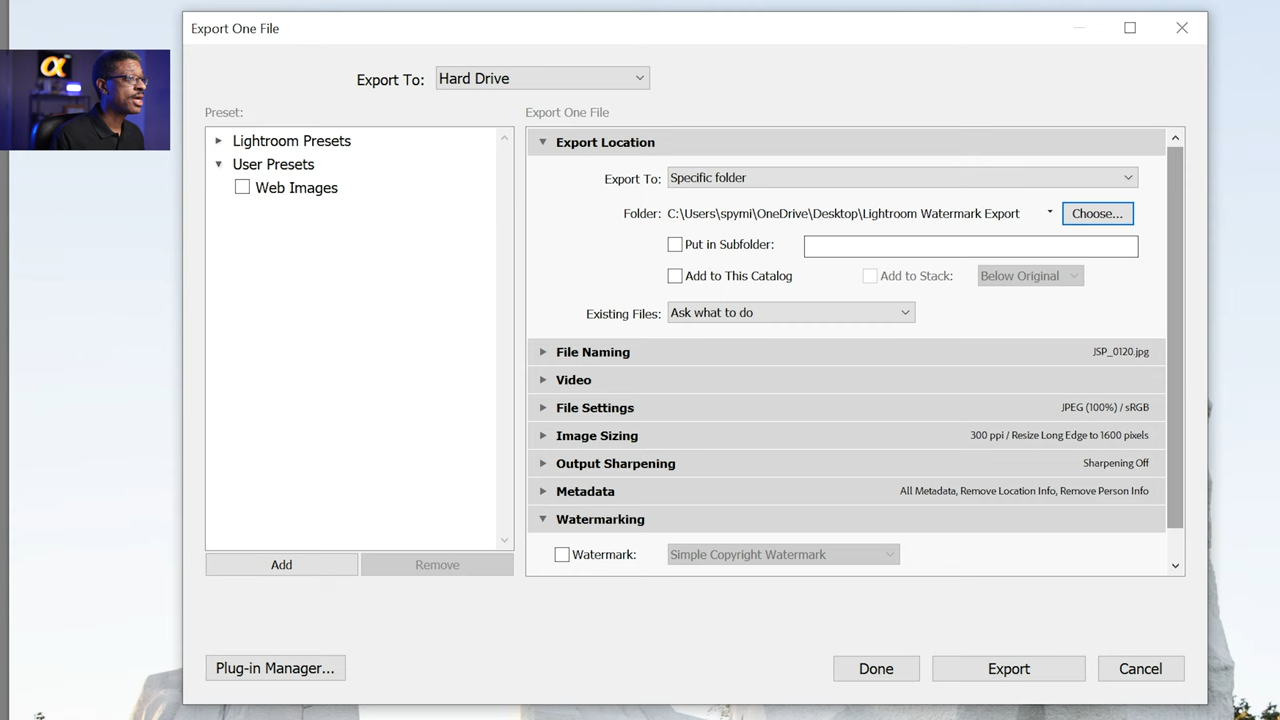 Export One File
Export To: Hard Drive
Preset:
Lightroom Presets
User Presets
Web Images
Add
Remove
Export One File
Export Location
Export To: Specific folder
Folder: C:\Users\spymi\OneDrive\Desktop\Lightroom Watermark Export
Choose...
Put in Subfolder:
Add to This Catalog Add to Stack: Below Original
Existing Files: Ask what to do
File Naming JSP_0120.jpg
Video
File Settings JPEG (100%) / sRGB
Image Sizing 300 ppi / Resize Long Edge to 1600 pixels
Output Sharpening Sharpening Off
Metadata All Metadata, Remove Location Info, Remove Person Info
Watermarking
Watermark: Simple Copyright Watermark
Plug-in Manager... Done Export Cancel